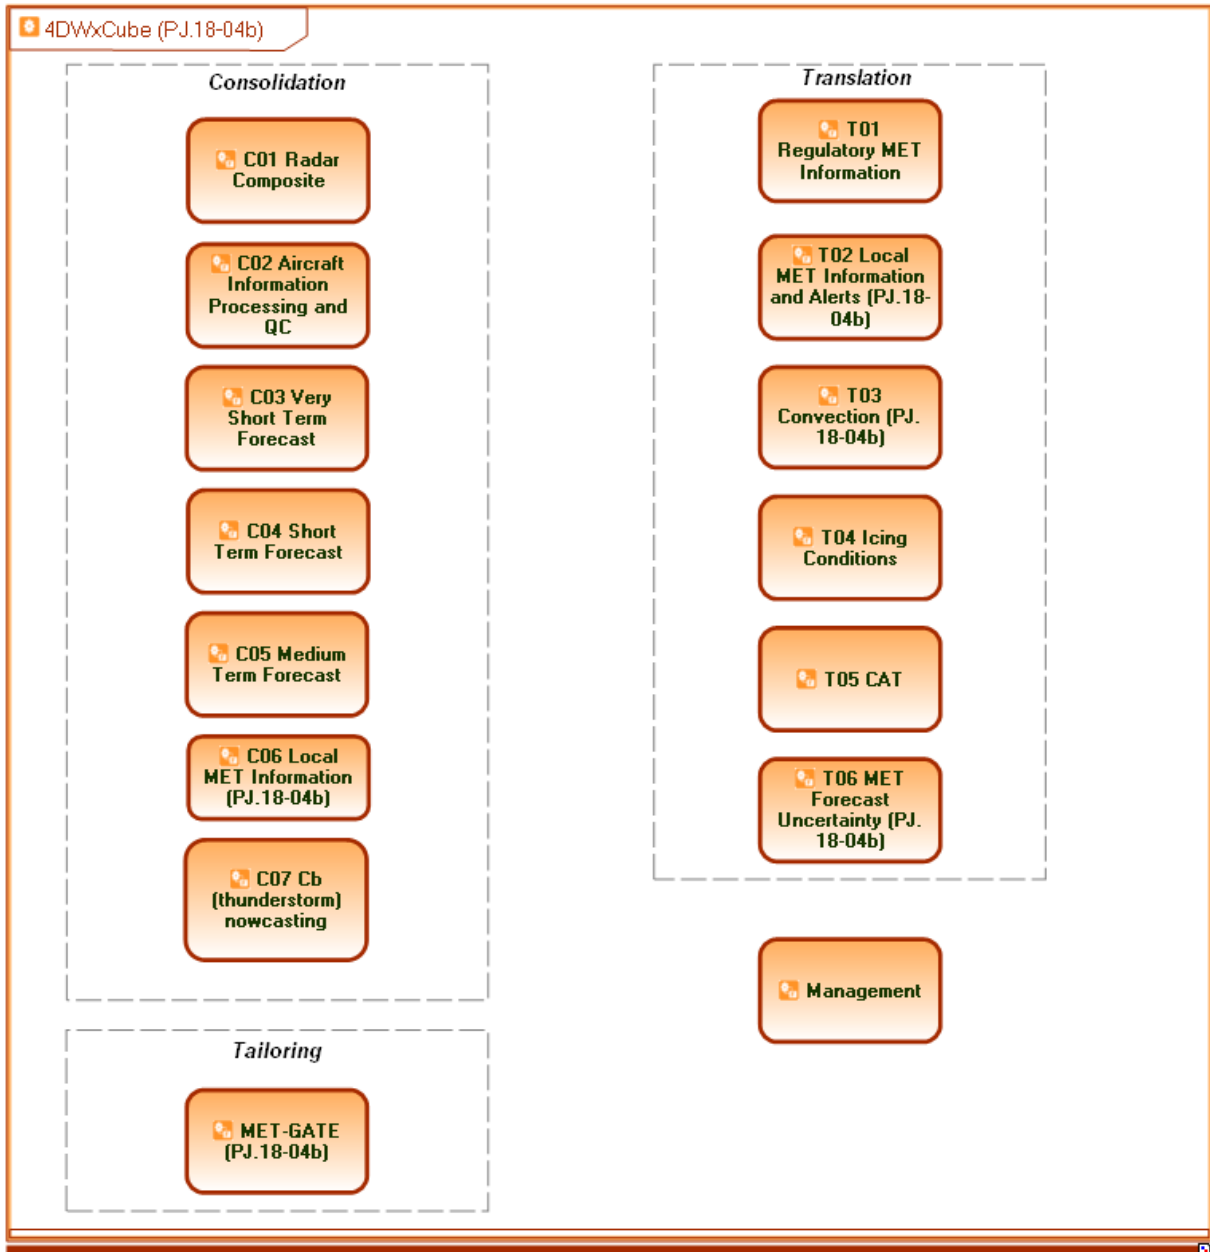 4DWxCube (PJ.18-04b)
Consolidation
C01 Radar
Composite
C02 Aircraft
Information
Processing and
QC
C03 Very
Short Term
Forecast
C04 Short
Term Forecast
C05 Medium
Term Forecast
C06 Local
MET Information
(PJ.18-04b)
C07 Cb
(thunderstorm)
nowcasting
Tailoring
MET-GATE
(PJ.18-04b)
Translation
T01
Regulatory MET
Information
T02 Local
MET Information
and Alerts (PJ.18-
04b)
T03
Convection (PJ.
18-04b)
T04 Icing
Conditions
T05 CAT
T06 MET
Forecast
Uncertainty (PJ.
18-04b)
Management